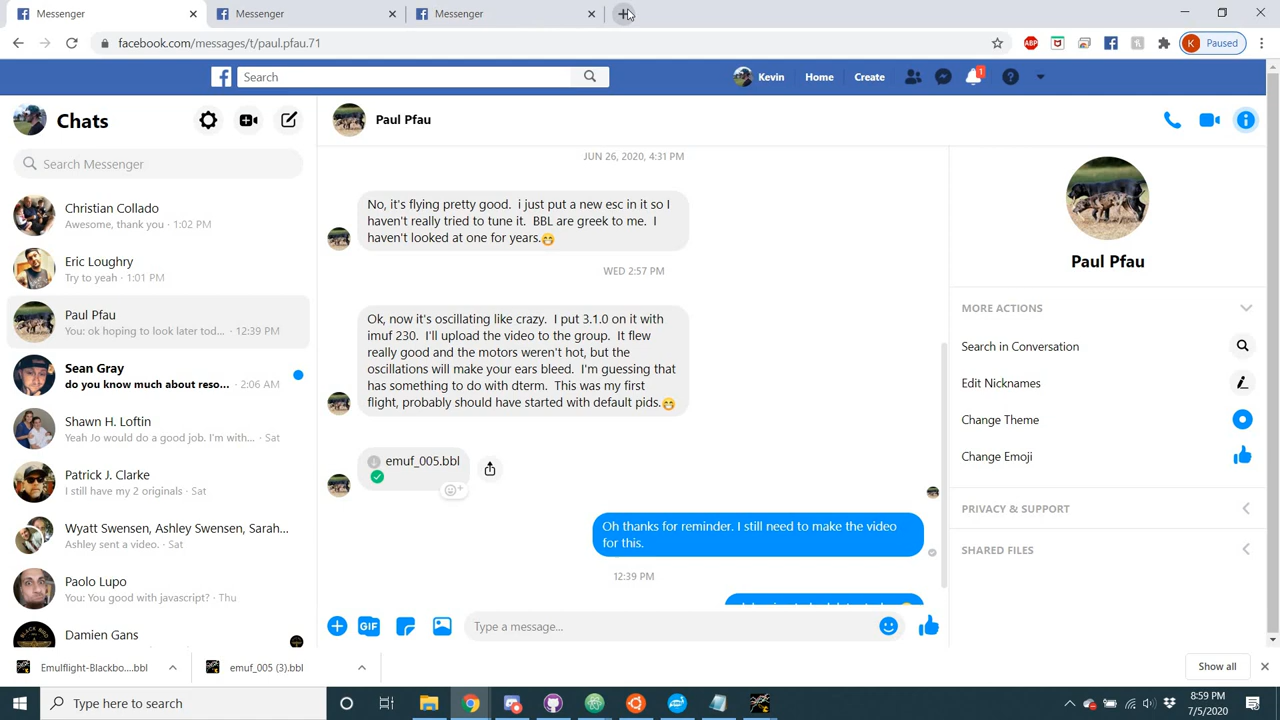 Messenger
Messenger
Messenger
facebook.com/messages/t/paul.pfau.71
ABP
K Paused
Search
Kevin
Home
Create
1
Chats
Search Messenger
Christian Collado
Awesome, thank you · 1:02 PM
Eric Loughry
Try to yeah · 1:01 PM
Paul Pfau
You: ok hoping to look later tod... · 12:39 PM
Sean Gray
do you know much about reso... · 2:06 AM
Shawn H. Loftin
Yeah Jo would do a good job. I'm with... · Sat
Patrick J. Clarke
I still have my 2 originals · Sat
Wyatt Swensen, Ashley Swensen, Sarah...
Ashley sent a video. · Sat
Paolo Lupo
You: You good with javascript? · Thu
Damien Gans
Paul Pfau
JUN 26, 2020, 4:31 PM
No, it's flying pretty good. i just put a new esc in it so I
haven't really tried to tune it. BBL are greek to me. I
haven't looked at one for years.😁
WED 2:57 PM
Ok, now it's oscillating like crazy. I put 3.1.0 on it with
imuf 230. I'll upload the video to the group. It flew
really good and the motors weren't hot, but the
oscillations will make your ears bleed. I'm guessing that
has something to do with dterm. This was my first
flight, probably should have started with default pids.😁
emuf_005.bbl
Oh thanks for reminder. I still need to make the video
for this.
12:39 PM
GIF
Type a message...
Paul Pfau
MORE ACTIONS
Search in Conversation
Edit Nicknames
Change Theme
Change Emoji
PRIVACY & SUPPORT
SHARED FILES
Emulflight-Blackbo....bbl
emuf_005 (3).bbl
Show all
Type here to search
8:59 PM
7/5/2020